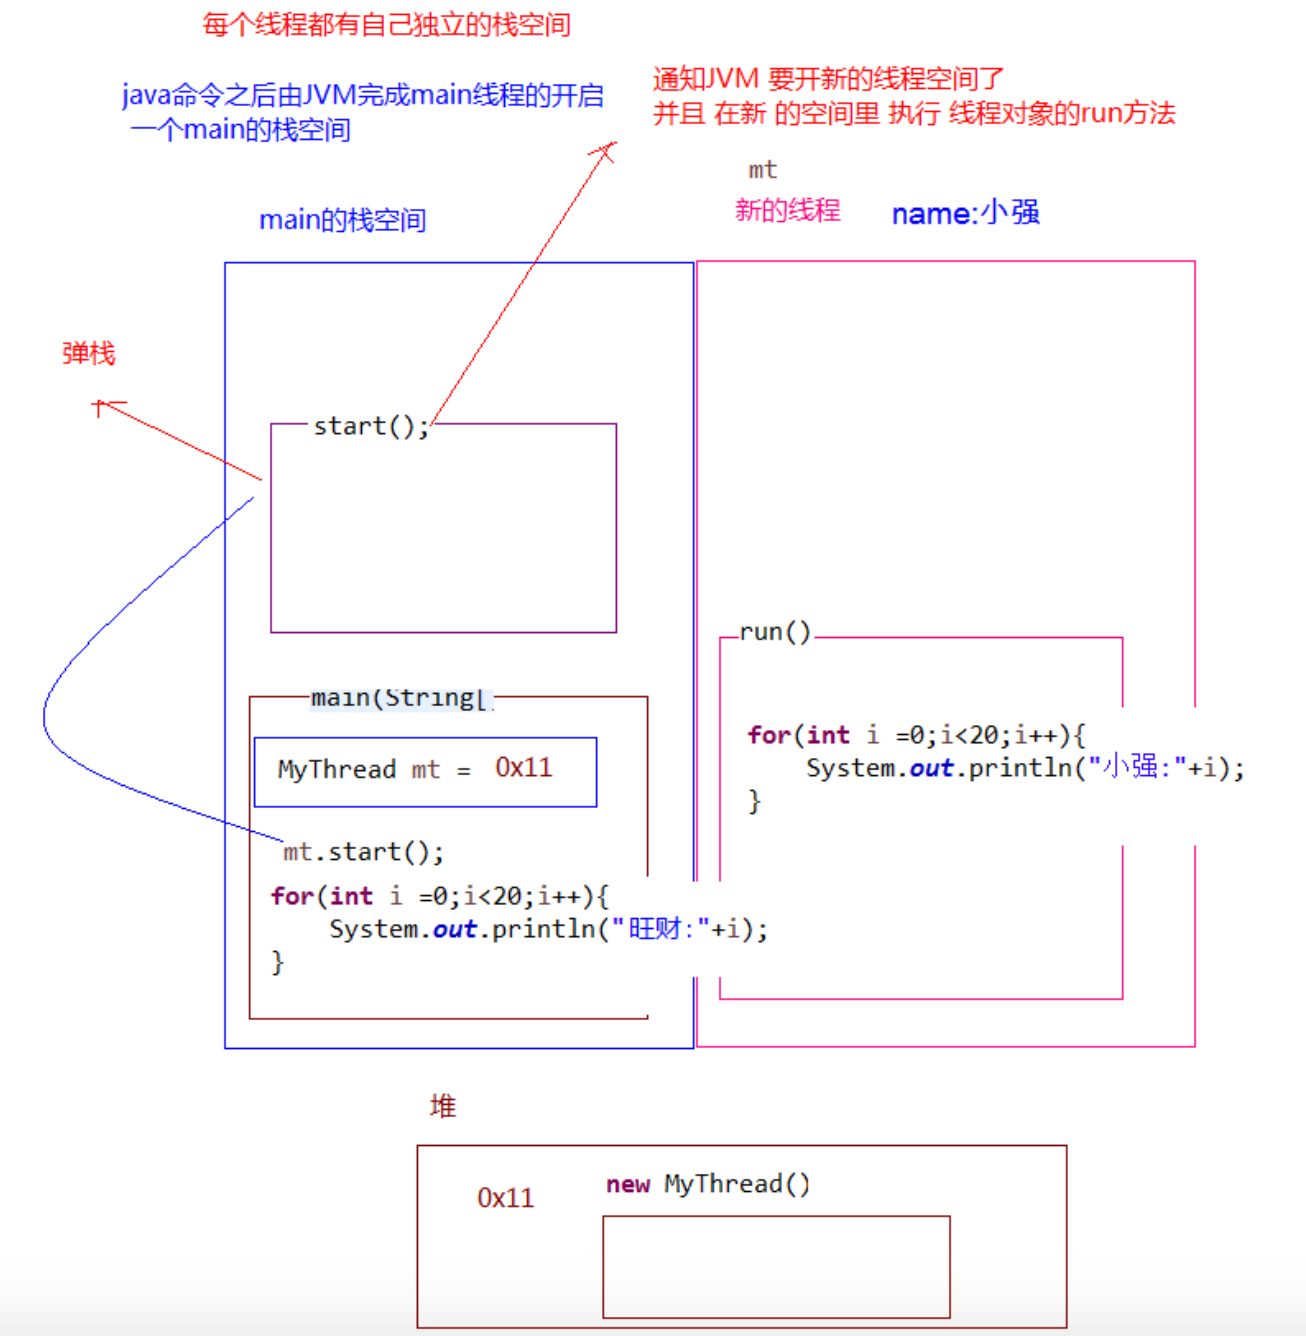 每个线程都有自己独立的栈空间
java命令之后由JVM完成main线程的开启
一个main的栈空间
通知JVM 要开新的线程空间了
并且 在新 的空间里 执行 线程对象的run方法
mt
新的线程
name:小强
main的栈空间
弹栈
start();
run()
for(int i =0;i<20;i++){
System.out.println("小强:"+i);
}
main(String[]
MyThread mt = 0x11
mt.start();
for(int i =0;i<20;i++){
System.out.println("旺财:"+i);
}
堆
0x11
new MyThread()